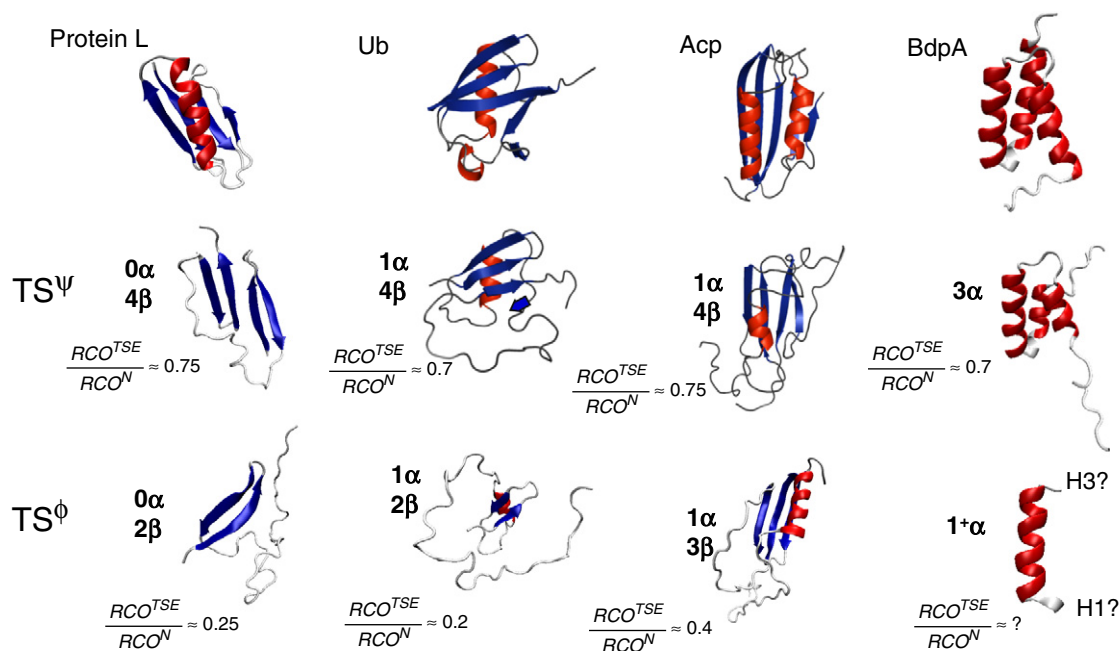 Protein L
Ub
Acp
BdpA
TSΨ
0α
4β
RCO^TSE
RCO^N
≈ 0.75
1α
4β
RCO^TSE
RCO^N
≈ 0.7
1α
4β
RCO^TSE
RCO^N
≈ 0.75
3α
RCO^TSE
RCO^N
≈ 0.7
TSϕ
0α
2β
RCO^TSE
RCO^N
≈ 0.25
1α
2β
RCO^TSE
RCO^N
≈ 0.2
1α
3β
RCO^TSE
RCO^N
≈ 0.4
H3?
1⁺α
H1?
RCO^TSE
RCO^N
≈ ?